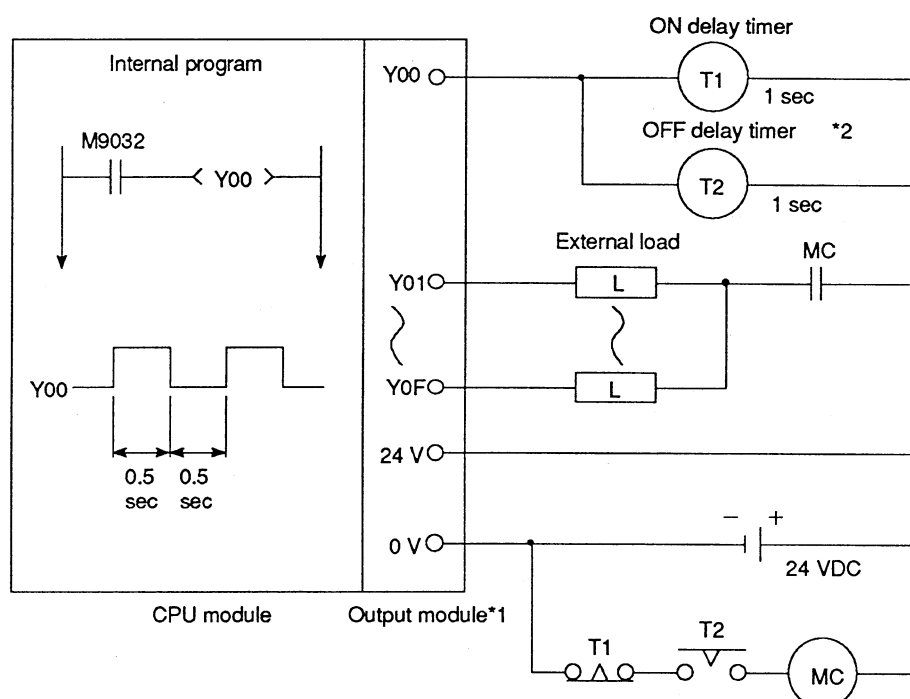 ON delay timer
Internal program
Y00
T1
1 sec
M9032
OFF delay timer *2
Y00
T2
1 sec
External load
MC
Y01
L
Y00
Y0F
L
24 V
0.5 sec
0.5 sec
− +
0 V
24 VDC
CPU module
Output module*1
T1
T2
MC